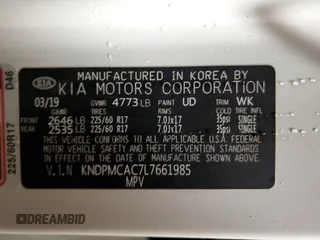 MANUFACTURED IN KOREA BY
KIA KIA MOTORS CORPORATION
03/19 GVWR 4773LB PAINT UD TRIM WK
COLD TIRE INFL
FRONT 2646LB 225/60 R17 7.0Jx17 35psi SINGLE
REAR 2535LB 225/60 R17 7.0Jx17 35psi SINGLE
THIS VEHICLE CONFORMS TO ALL APPLICABLE U.S.A FEDERAL
MOTOR VEHICLE SAFETY AND THEFT PREVENTION STANDARDS
IN EFFECT ON THE DATE OF MANUFACTURE SHOWN ABOVE.
V.I.N KNDPMCAC7L7661985
MPV
225/60R17 D46
DREAMBID